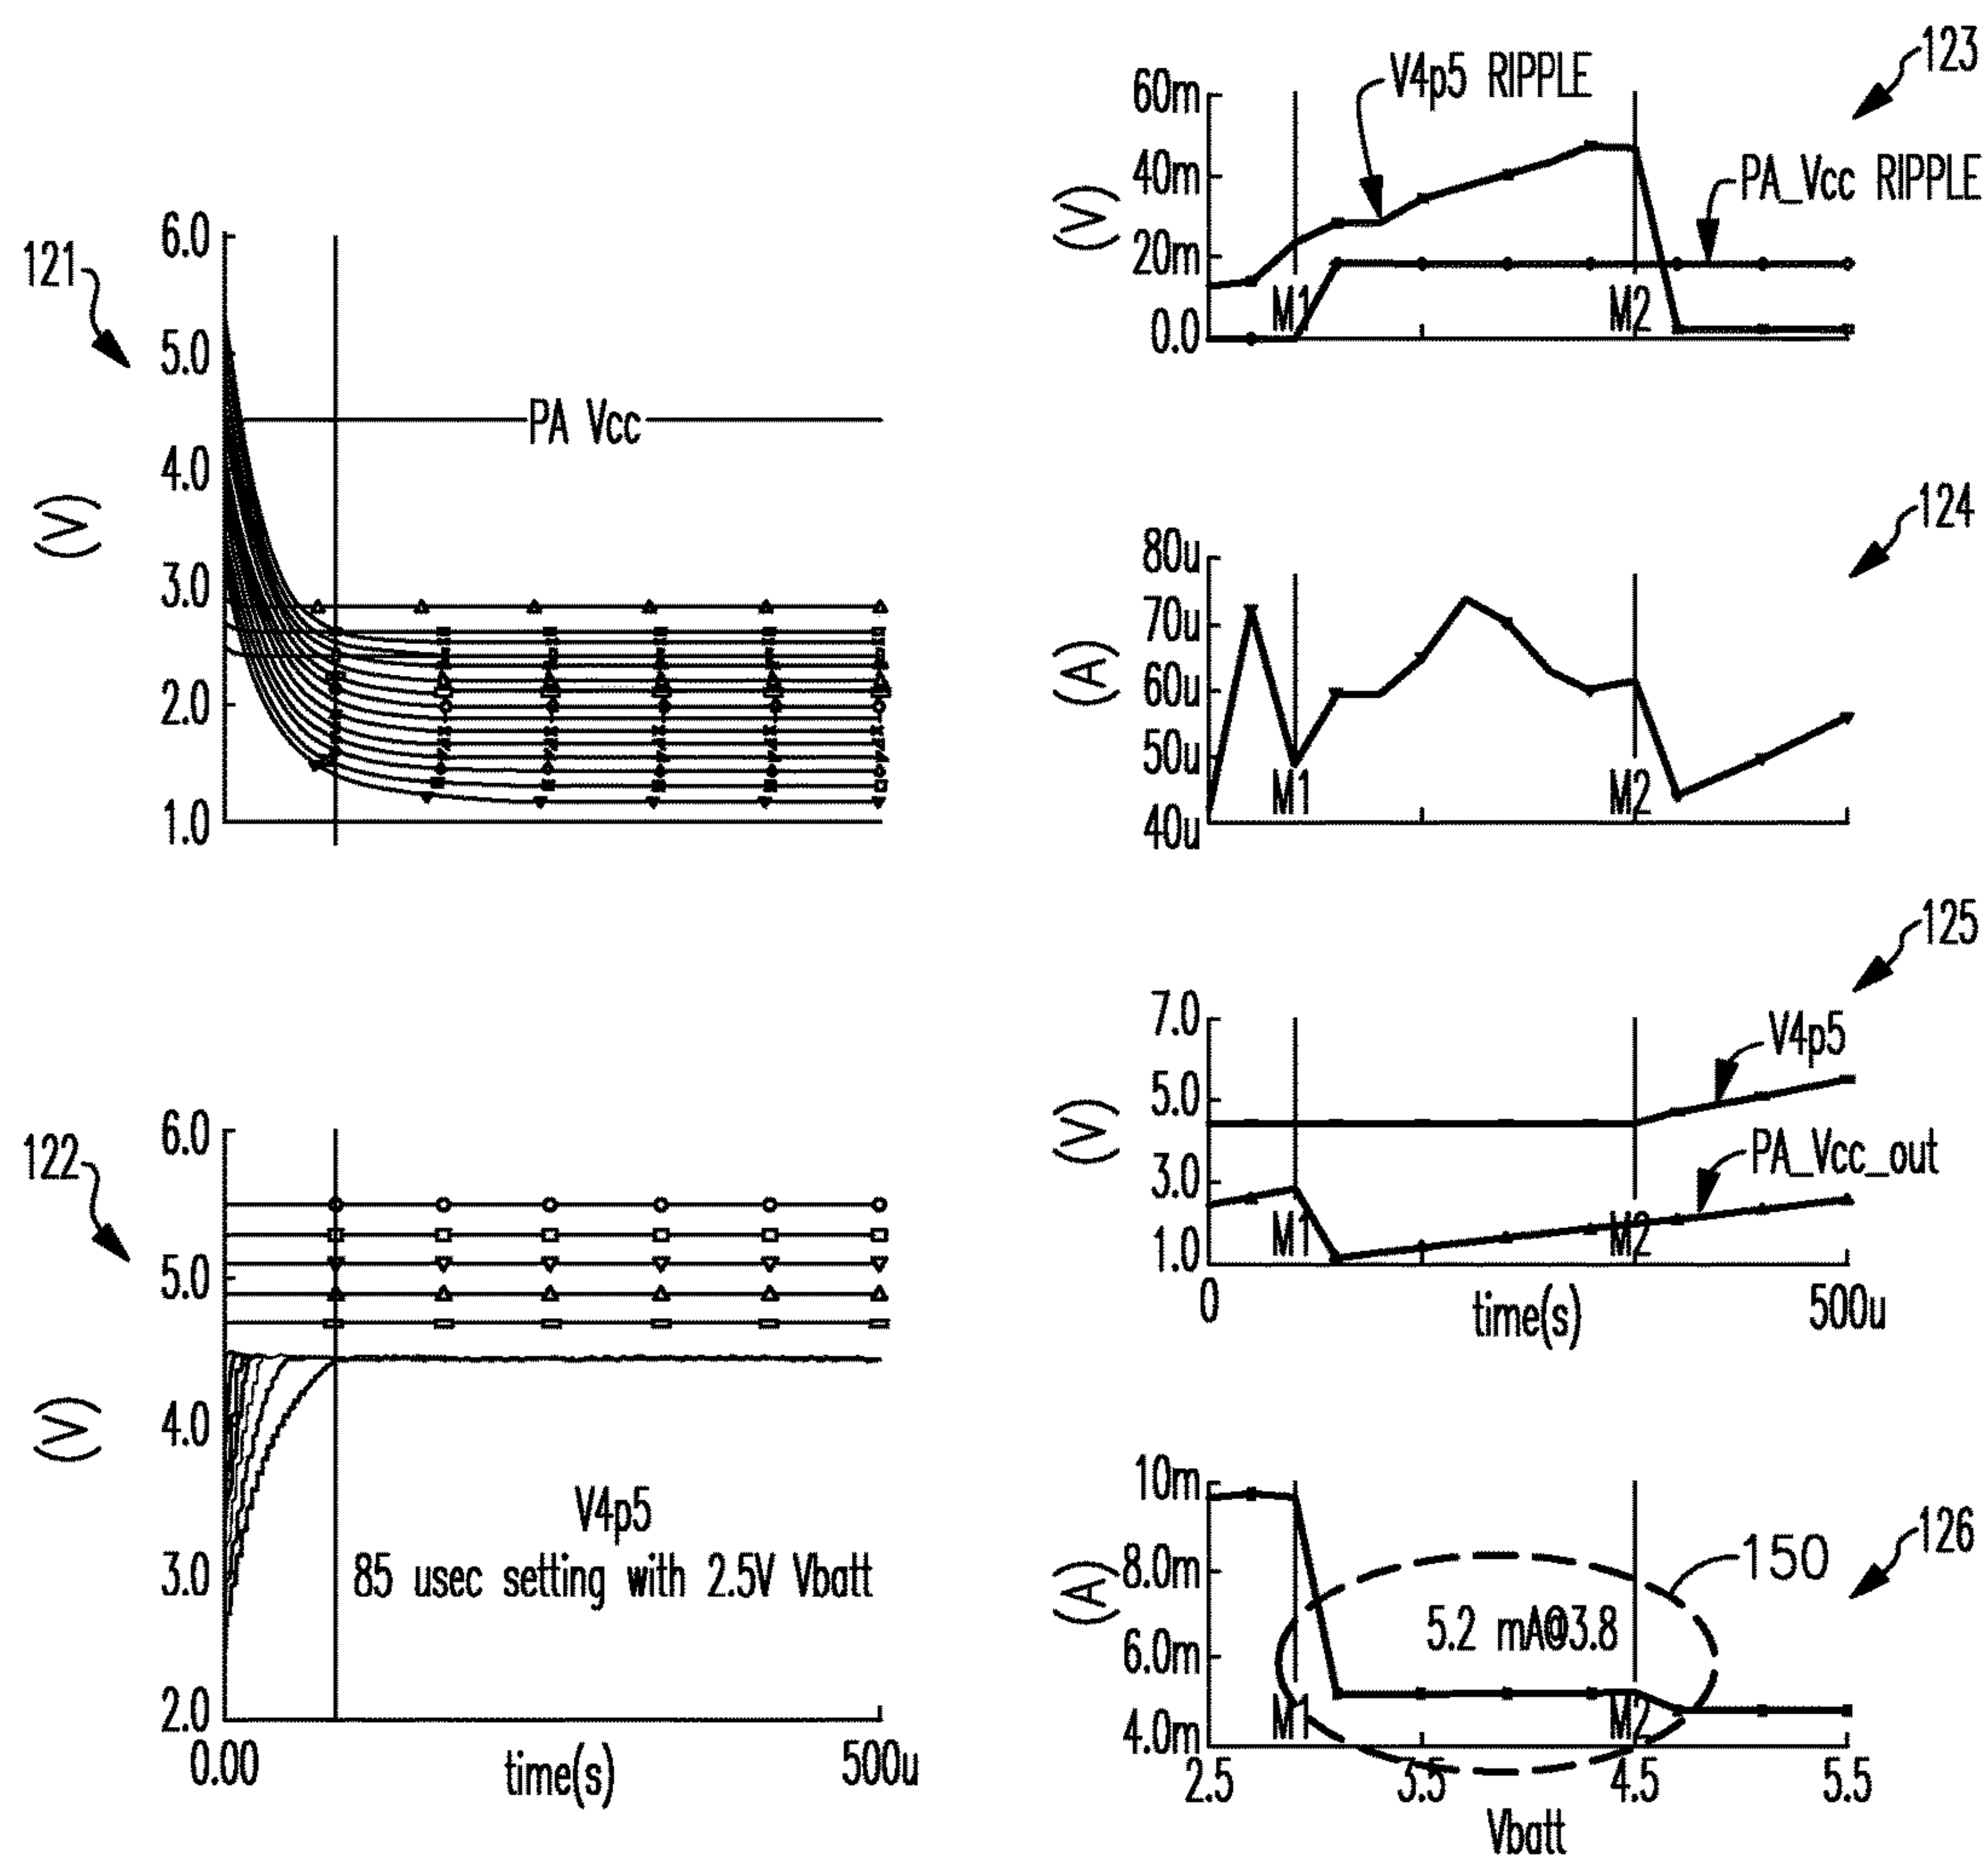 121
6.0
5.0
4.0
3.0
2.0
1.0
(V)
PA Vcc
122
6.0
5.0
4.0
3.0
2.0
(V)
V4p5
85 usec setting with 2.5V Vbatt
0.00
time(s)
500u
123
V4p5 RIPPLE
PA_Vcc RIPPLE
60m
40m
20m
0.0
(V)
M1
M2
124
80u
70u
60u
50u
40u
(A)
M1
M2
125
7.0
5.0
3.0
1.0
(V)
V4p5
PA_Vcc_out
M1
M2
0
time(s)
500u
126
10m
8.0m
6.0m
4.0m
(A)
150
5.2 mA@3.8
M1
M2
2.5
3.5
4.5
5.5
Vbatt